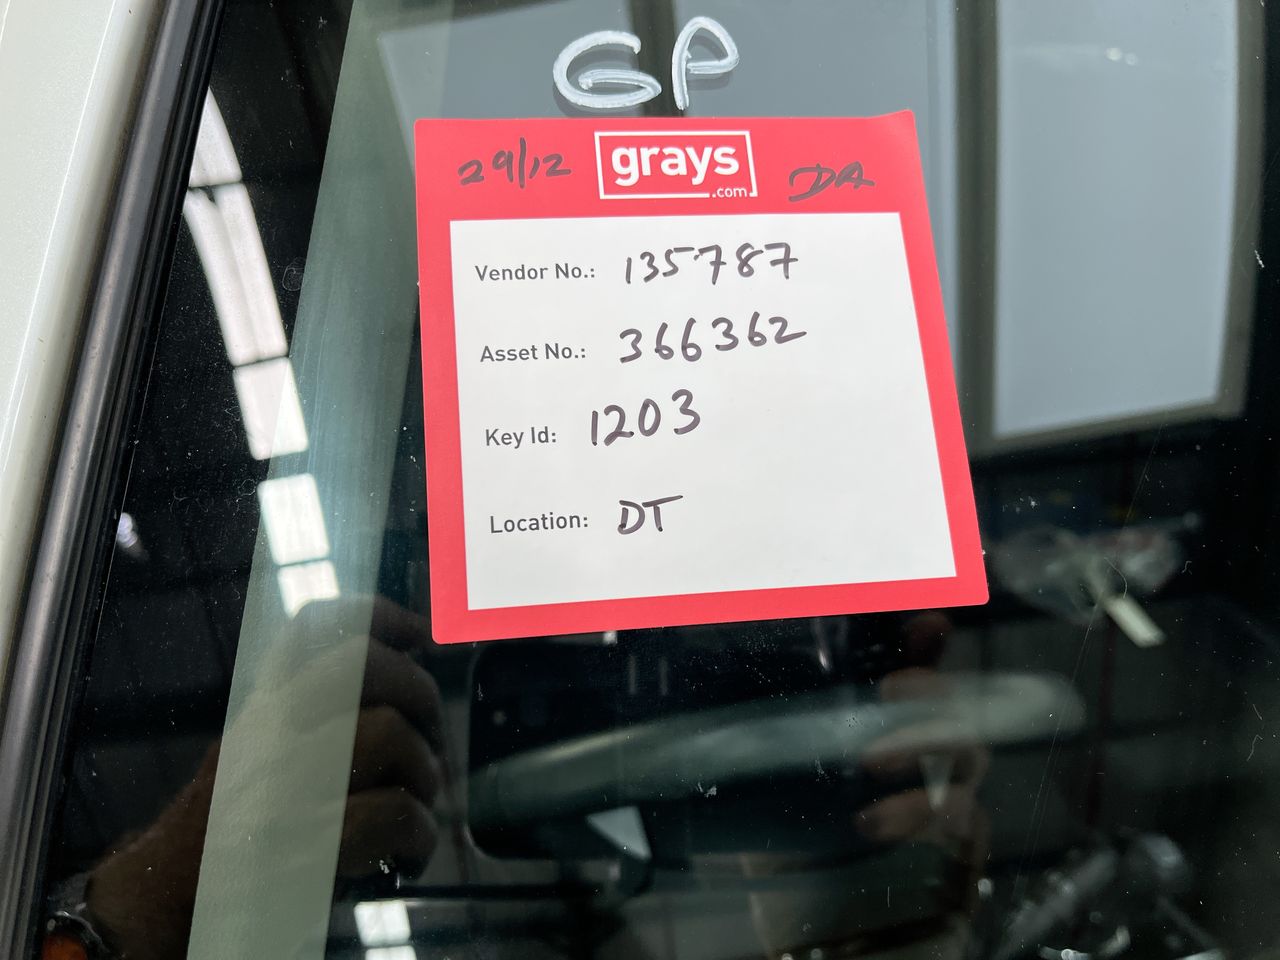 GP
29/12 grays DA
.com
Vendor No.: 135787
Asset No.: 366362
Key Id: 1203
Location: DT